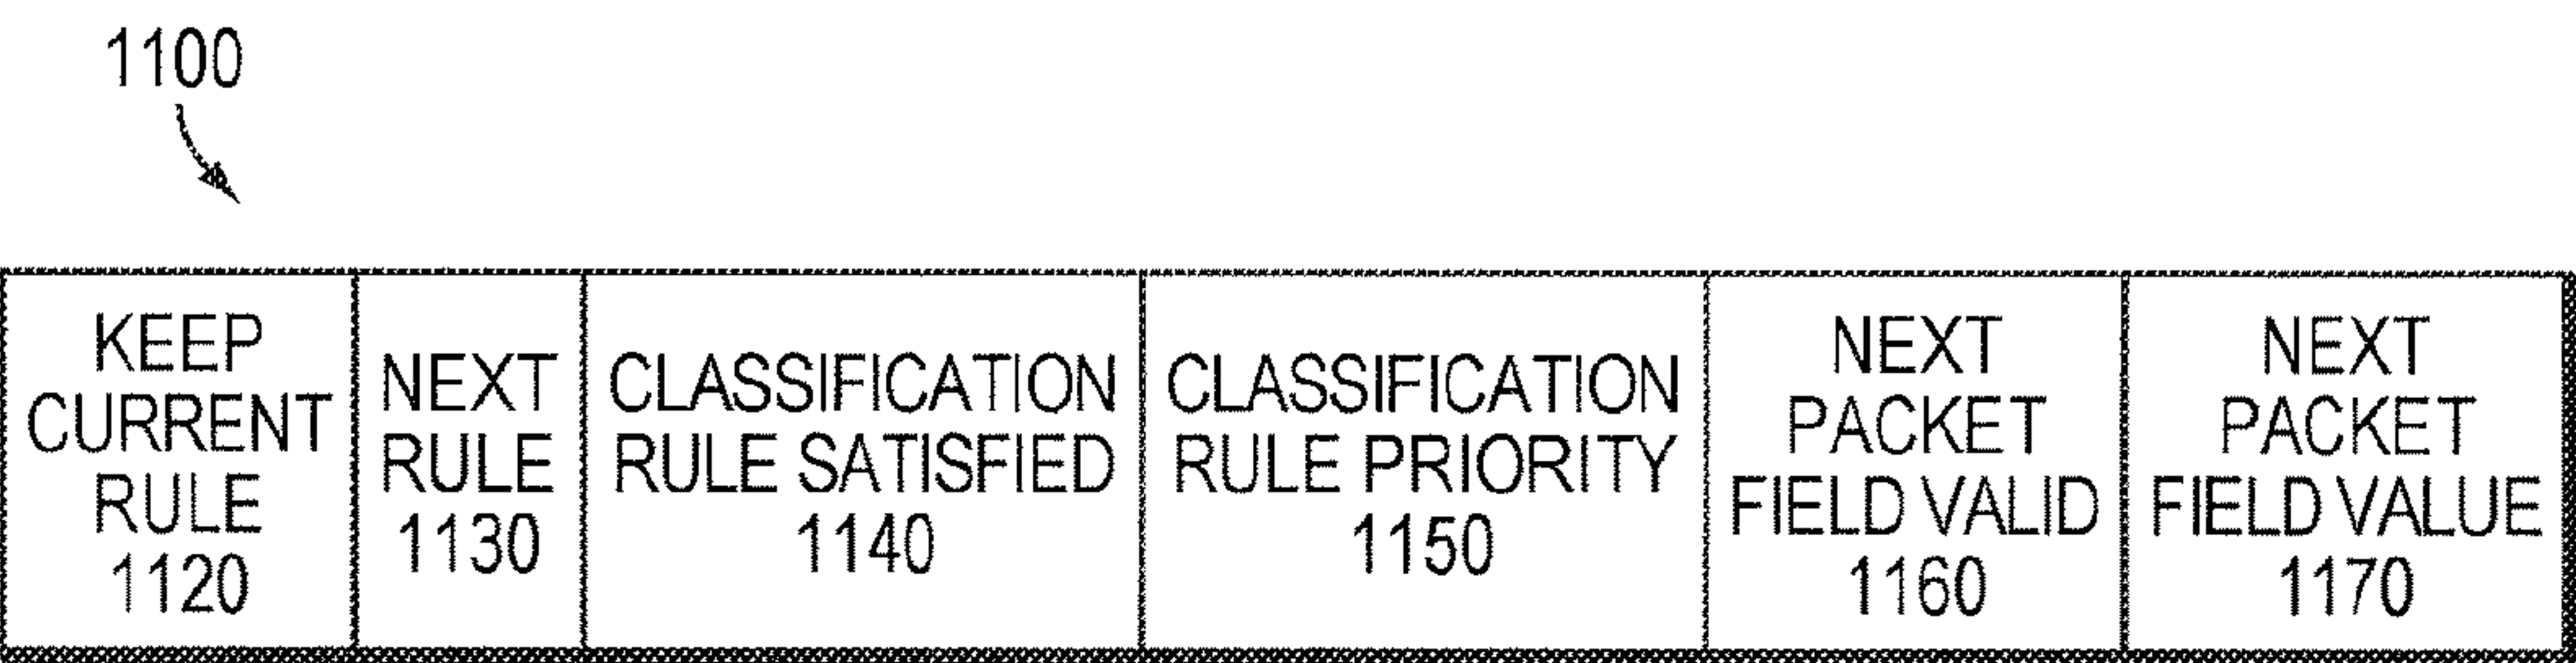 1100
KEEP
CURRENT
RULE
1120
NEXT
RULE
1130
CLASSIFICATION
RULE SATISFIED
1140
CLASSIFICATION
RULE PRIORITY
1150
NEXT
PACKET
FIELD VALID
1160
NEXT
PACKET
FIELD VALUE
1170